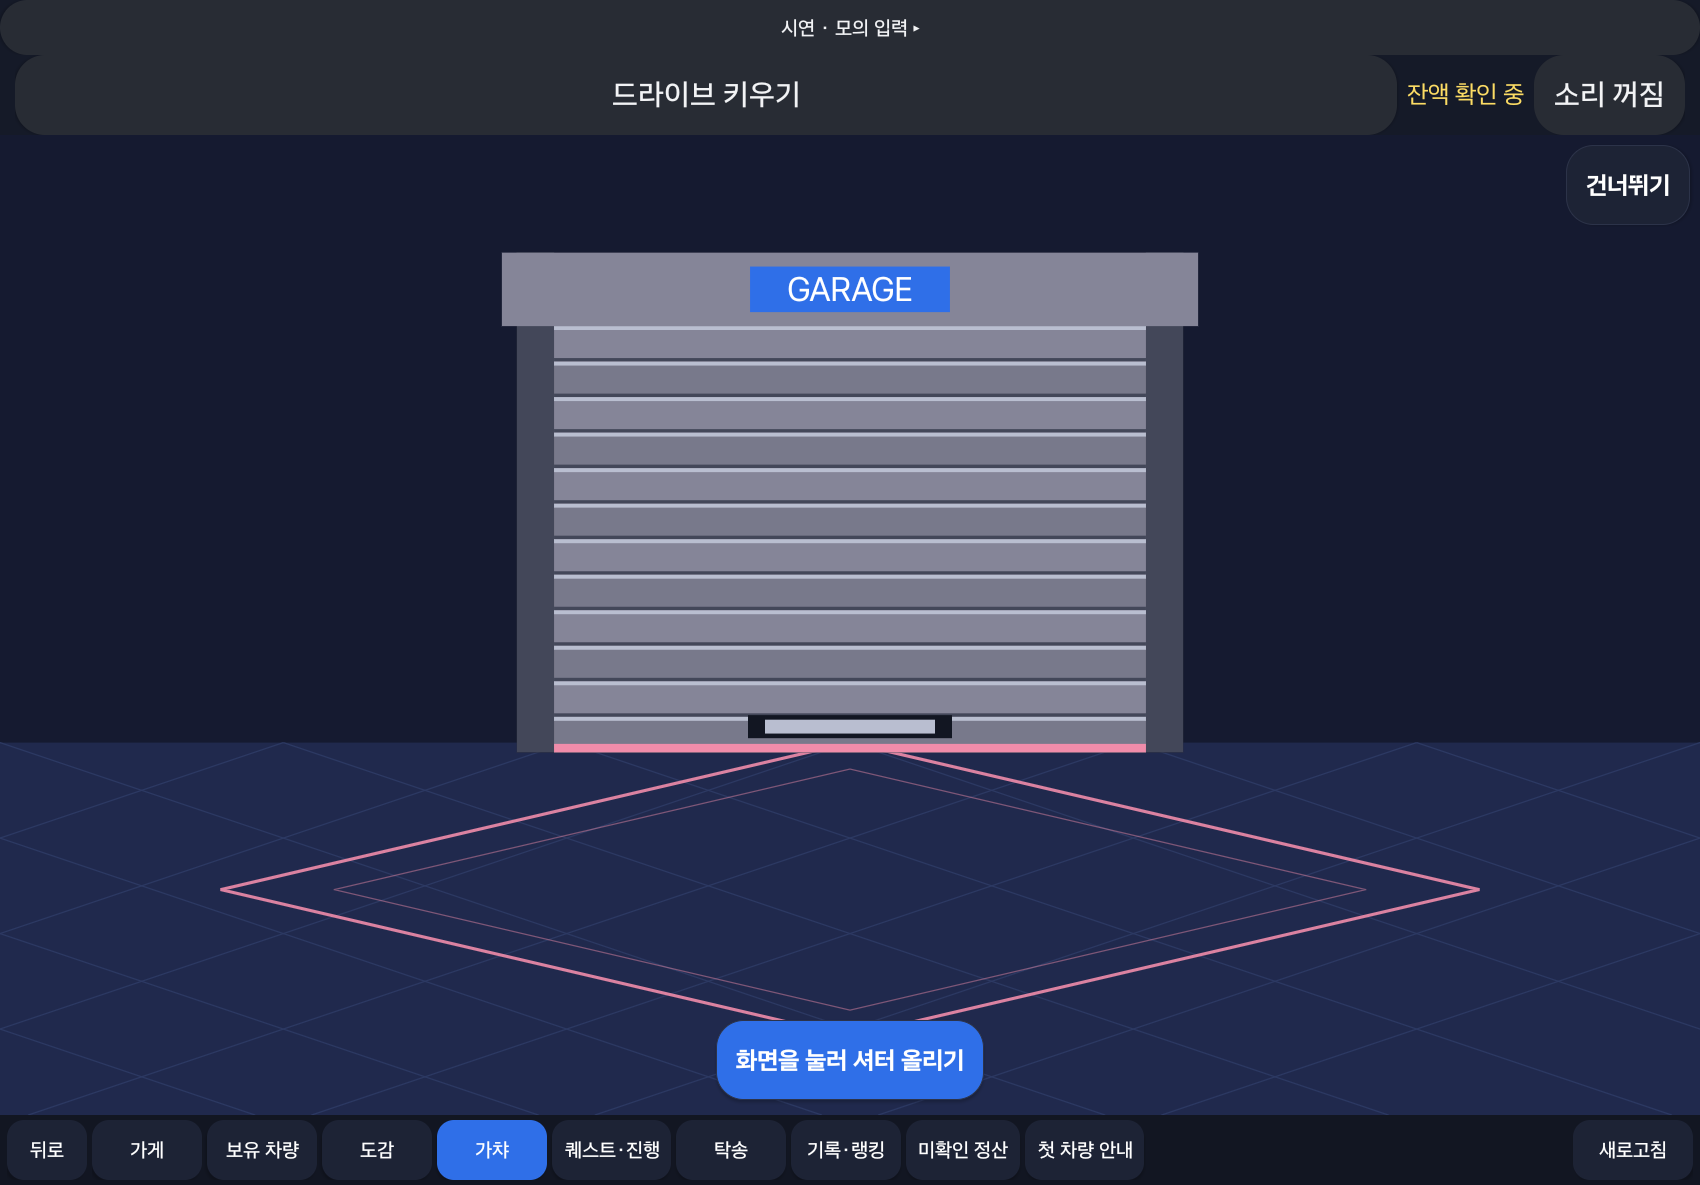 시연 · 모의 입력 ▸
드라이브 키우기
잔액 확인 중
소리 꺼짐
건너뛰기
GARAGE
화면을 눌러 셔터 올리기
뒤로
가게
보유 차량
도감
가챠
퀘스트·진행
탁송
기록·랭킹
미확인 정산
첫 차량 안내
새로고침